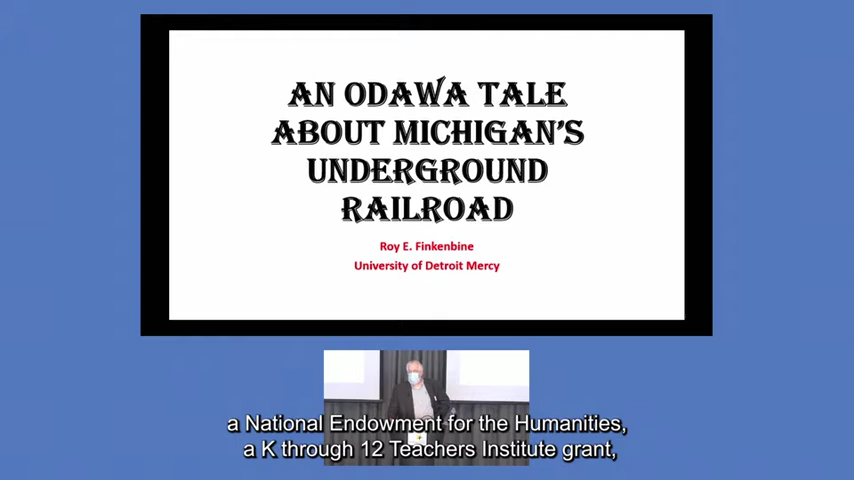 AN ODAWA TALE
ABOUT MICHIGAN'S
UNDERGROUND
RAILROAD
Roy E. Finkenbine
University of Detroit Mercy
a National Endowment for the Humanities,
a K through 12 Teachers Institute grant,